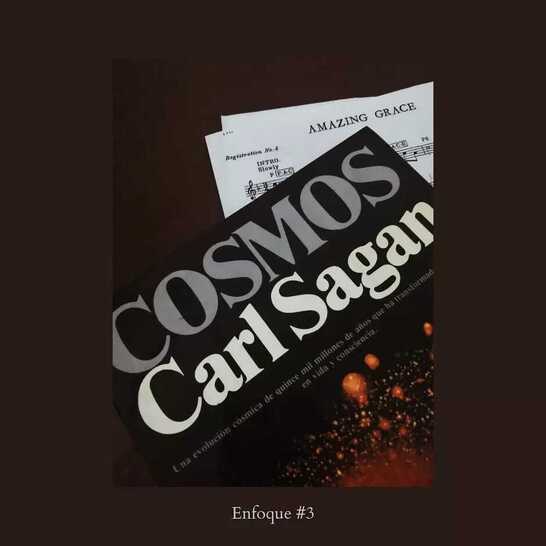 AMAZING GRACE
Registration No. 4
INTRO.
Slowly
F F.A.C
COSMOS
Carl Sagan
Una evolución cósmica de quince mil millones de años que ha transformado
en vida y consciencia.
Enfoque #3